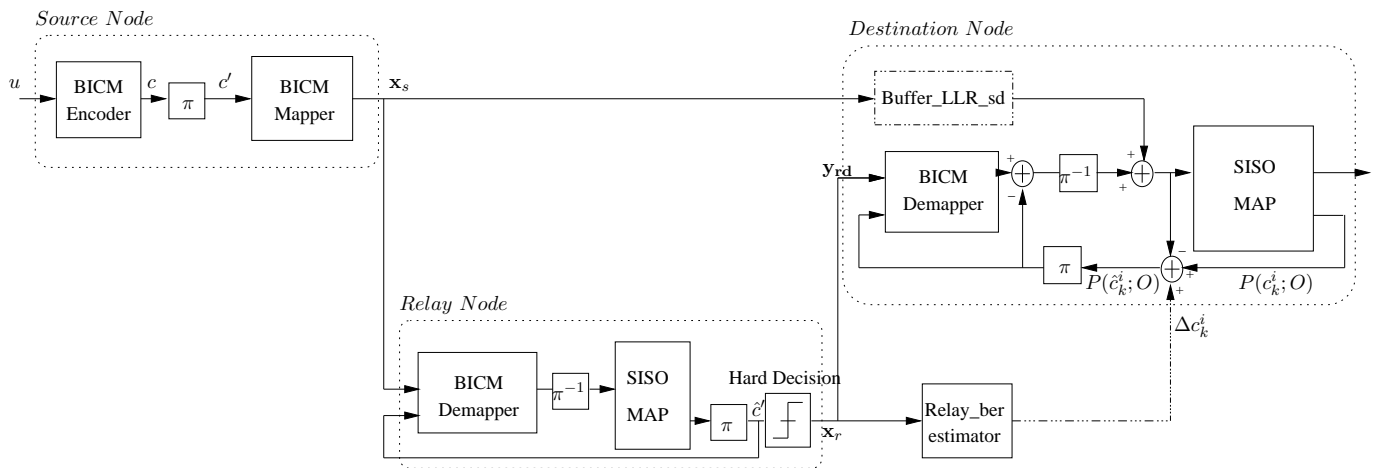 Source Node
u
BICM
Encoder
c
π
c′
BICM
Mapper
x_s
Destination Node
Buffer_LLR_sd
y_rd
BICM
Demapper
+
−
π⁻¹
+
+
SISO
MAP
π
−
+
+
P(ĉ_k^i; O)
P(c_k^i; O)
Δc_k^i
Relay Node
BICM
Demapper
π⁻¹
SISO
MAP
π
ĉ′
Hard Decision
x_r
Relay_ber
estimator